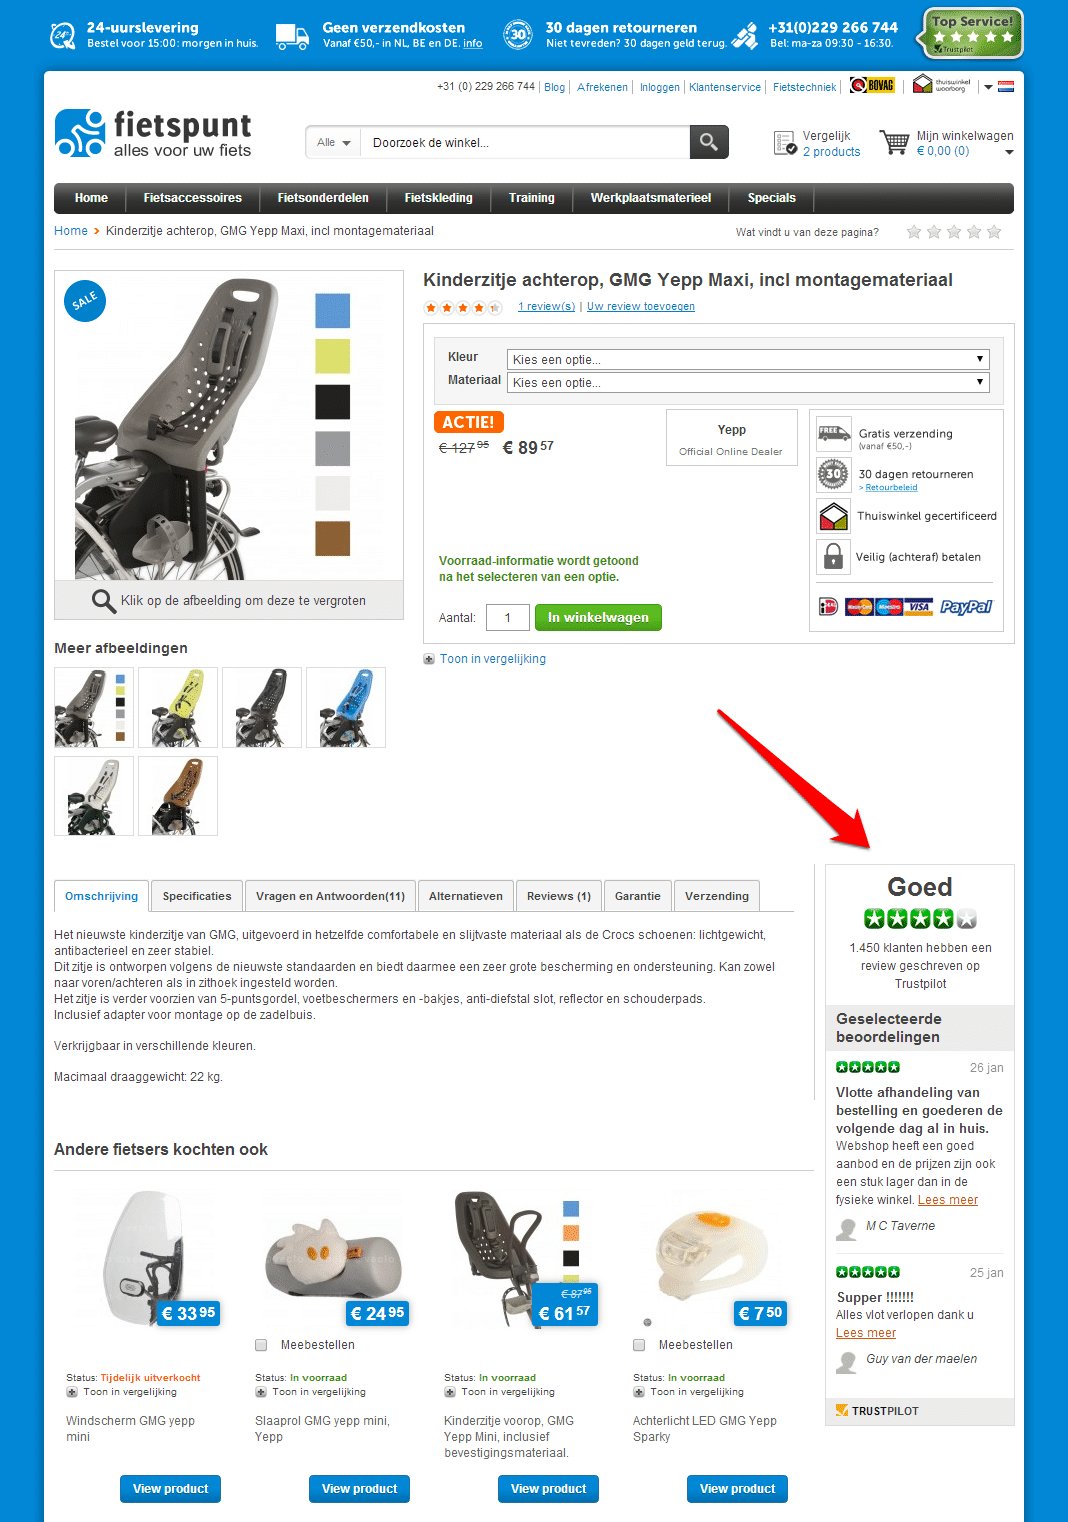 24-uurslevering
Bestel voor 15:00: morgen in huis.
Geen verzendkosten
Vanaf €50,- in NL, BE en DE. info
30 dagen retourneren
Niet tevreden? 30 dagen geld terug.
+31(0)229 266 744
Bel: ma-za 09:30 - 16:30.
Top Service!
Trustpilot
+31 (0) 229 266 744
Blog
Afrekenen
Inloggen
Klantenservice
Fietstechniek
BOVAG
thuiswinkel
waarborg
fietspunt
alles voor uw fiets
Alle
Doorzoek de winkel...
Vergelijk
2 products
Mijn winkelwagen
€ 0,00 (0)
Home
Fietsaccessoires
Fietsonderdelen
Fietskleding
Training
Werkplaatsmaterieel
Specials
Home > Kinderzitje achterop, GMG Yepp Maxi, incl montagemateriaal
Wat vindt u van deze pagina?
SALE
Klik op de afbeelding om deze te vergroten
Meer afbeeldingen
Kinderzitje achterop, GMG Yepp Maxi, incl montagemateriaal
1 review(s) | Uw review toevoegen
Kleur
Kies een optie...
Materiaal
Kies een optie...
ACTIE!
€ 127 95 € 89 57
Yepp
Official Online Dealer
FREE
Gratis verzending
(vanaf €50,-)
30
30 dagen retourneren
> Retourbeleid
Thuiswinkel gecertificeerd
Veilig (achteraf) betalen
iDEAL
MasterCard
Maestro
VISA
PayPal
Voorraad-informatie wordt getoond
na het selecteren van een optie.
Aantal:
1
In winkelwagen
Toon in vergelijking
Omschrijving
Specificaties
Vragen en Antwoorden(11)
Alternatieven
Reviews (1)
Garantie
Verzending
Het nieuwste kinderzitje van GMG, uitgevoerd in hetzelfde comfortabele en slijtvaste materiaal als de Crocs schoenen: lichtgewicht,
antibacterieel en zeer stabiel.
Dit zitje is ontworpen volgens de nieuwste standaarden en biedt daarmee een zeer grote bescherming en ondersteuning. Kan zowel
naar voren/achteren als in zithoek ingesteld worden.
Het zitje is verder voorzien van 5-puntsgordel, voetbeschermers en -bakjes, anti-diefstal slot, reflector en schouderpads.
Inclusief adapter voor montage op de zadelbuis.
Verkrijgbaar in verschillende kleuren.
Macimaal draaggewicht: 22 kg.
Goed
1.450 klanten hebben een
review geschreven op
Trustpilot
Geselecteerde
beoordelingen
26 jan
Vlotte afhandeling van
bestelling en goederen de
volgende dag al in huis.
Webshop heeft een goed
aanbod en de prijzen zijn ook
een stuk lager dan in de
fysieke winkel. Lees meer
M C Taverne
25 jan
Supper !!!!!!!
Alles vlot verlopen dank u
Lees meer
Guy van der maelen
TRUSTPILOT
Andere fietsers kochten ook
€ 33 95
Status: Tijdelijk uitverkocht
Toon in vergelijking
Windscherm GMG yepp
mini
View product
€ 24 95
Meebestellen
Status: In voorraad
Toon in vergelijking
Slaaprol GMG yepp mini,
Yepp
View product
€ 87 95
€ 61 57
Status: In voorraad
Toon in vergelijking
Kinderzitje voorop, GMG
Yepp Mini, inclusief
bevestigingsmateriaal.
View product
€ 7 50
Meebestellen
Status: In voorraad
Toon in vergelijking
Achterlicht LED GMG Yepp
Sparky
View product